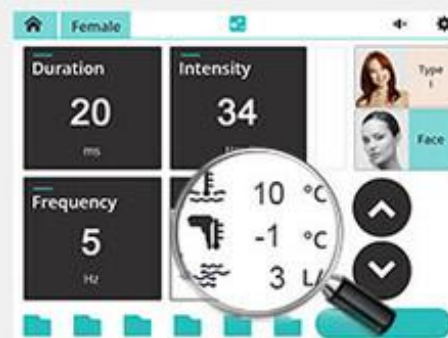 Female
Duration
20
ms
Intensity
34
Type
I
Face
Frequency
5
Hz
10 °C
-1 °C
3 L/